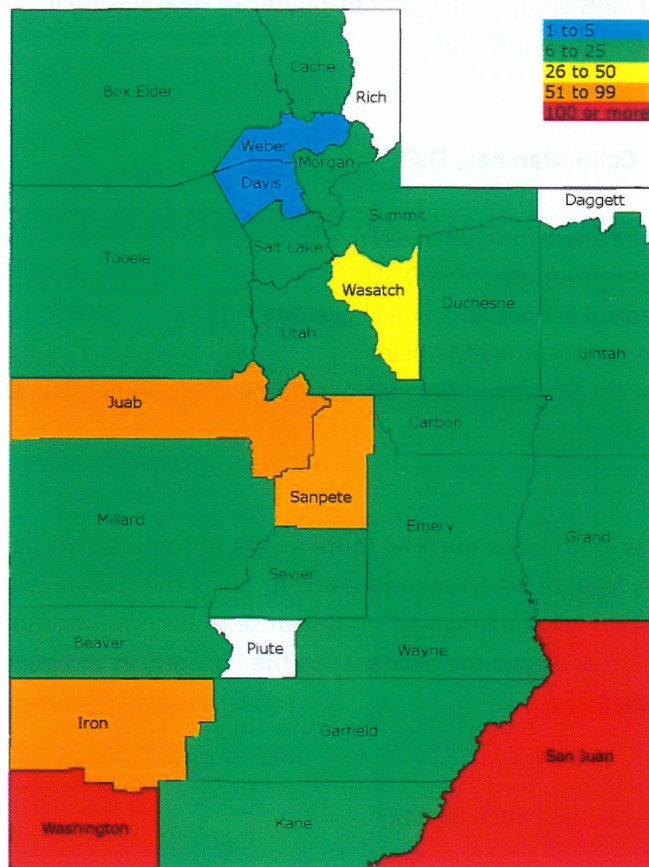 1 to 5
6 to 25
26 to 50
51 to 99
100 or more
Cache
Box Elder
Rich
Weber
Morgan
Davis
Daggett
Summit
Salt Lake
Tooele
Wasatch
Duchesne
Utah
Uintah
Juab
Carbon
Sanpete
Millard
Emery
Grand
Sevier
Beaver
Piute
Wayne
Iron
Garfield
San Juan
Washington
Kane